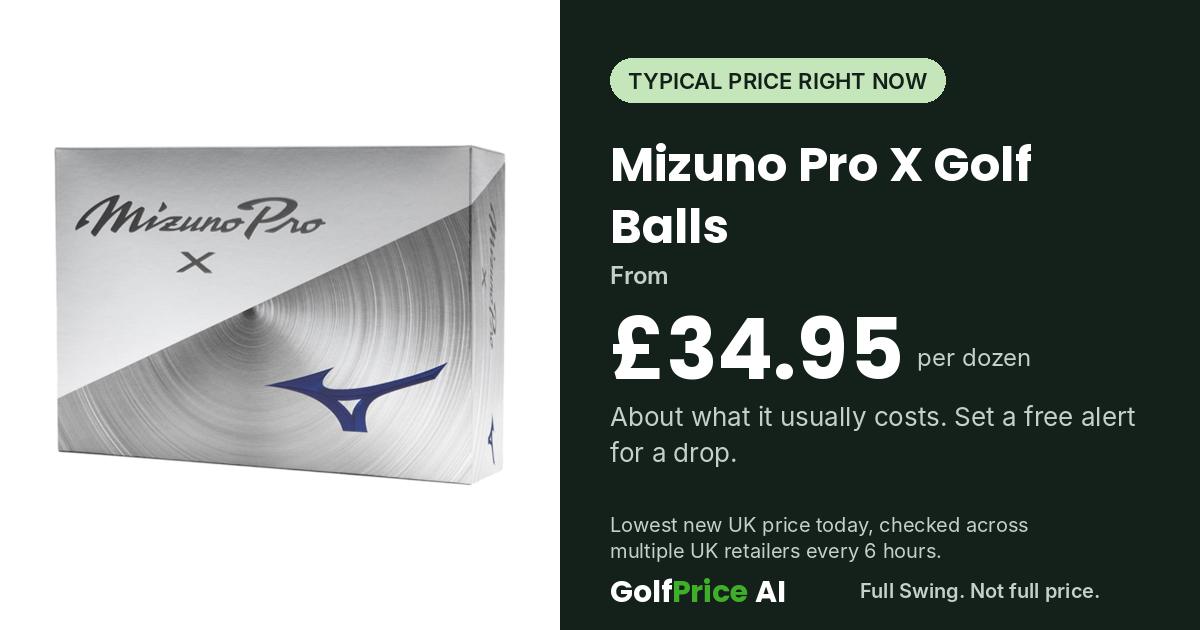 Mizuno Pro
X
Mizuno Pro
X
TYPICAL PRICE RIGHT NOW
Mizuno Pro X Golf
Balls
From
£34.95 per dozen
About what it usually costs. Set a free alert
for a drop.
Lowest new UK price today, checked across
multiple UK retailers every 6 hours.
GolfPrice AI
Full Swing. Not full price.